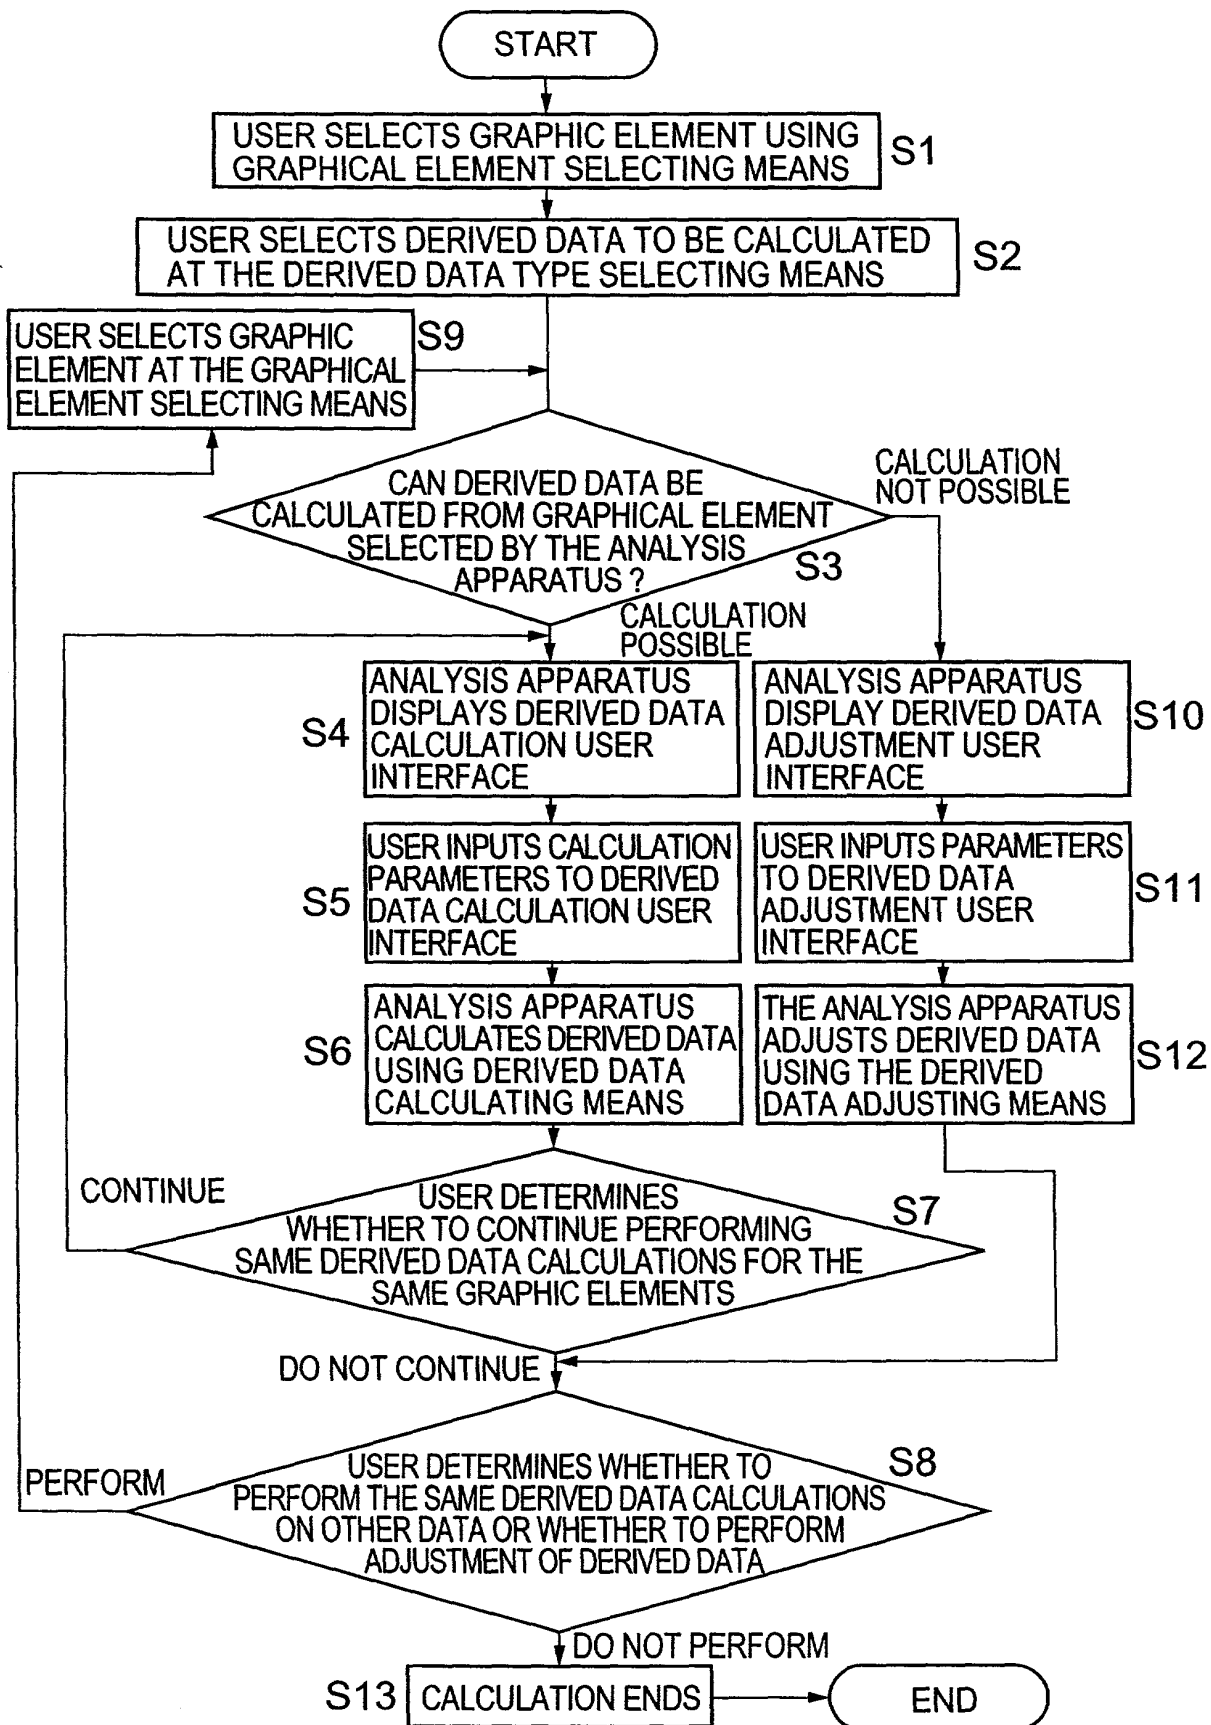 START
USER SELECTS GRAPHIC ELEMENT USING
GRAPHICAL ELEMENT SELECTING MEANS
S1
USER SELECTS DERIVED DATA TO BE CALCULATED
AT THE DERIVED DATA TYPE SELECTING MEANS
S2
USER SELECTS GRAPHIC
ELEMENT AT THE GRAPHICAL
ELEMENT SELECTING MEANS
S9
CAN DERIVED DATA BE
CALCULATED FROM GRAPHICAL ELEMENT
SELECTED BY THE ANALYSIS
APPARATUS ?
S3
CALCULATION
NOT POSSIBLE
CALCULATION
POSSIBLE
S4
ANALYSIS APPARATUS
DISPLAYS DERIVED DATA
CALCULATION USER
INTERFACE
ANALYSIS APPARATUS
DISPLAY DERIVED DATA
ADJUSTMENT USER
INTERFACE
S10
S5
USER INPUTS CALCULATION
PARAMETERS TO DERIVED
DATA CALCULATION USER
INTERFACE
USER INPUTS PARAMETERS
TO DERIVED DATA
ADJUSTMENT USER
INTERFACE
S11
S6
ANALYSIS APPARATUS
CALCULATES DERIVED DATA
USING DERIVED DATA
CALCULATING MEANS
THE ANALYSIS APPARATUS
ADJUSTS DERIVED DATA
USING THE DERIVED
DATA ADJUSTING MEANS
S12
CONTINUE
USER DETERMINES
WHETHER TO CONTINUE PERFORMING
SAME DERIVED DATA CALCULATIONS FOR THE
SAME GRAPHIC ELEMENTS
S7
DO NOT CONTINUE
PERFORM
USER DETERMINES WHETHER TO
PERFORM THE SAME DERIVED DATA CALCULATIONS
ON OTHER DATA OR WHETHER TO PERFORM
ADJUSTMENT OF DERIVED DATA
S8
DO NOT PERFORM
S13
CALCULATION ENDS
END